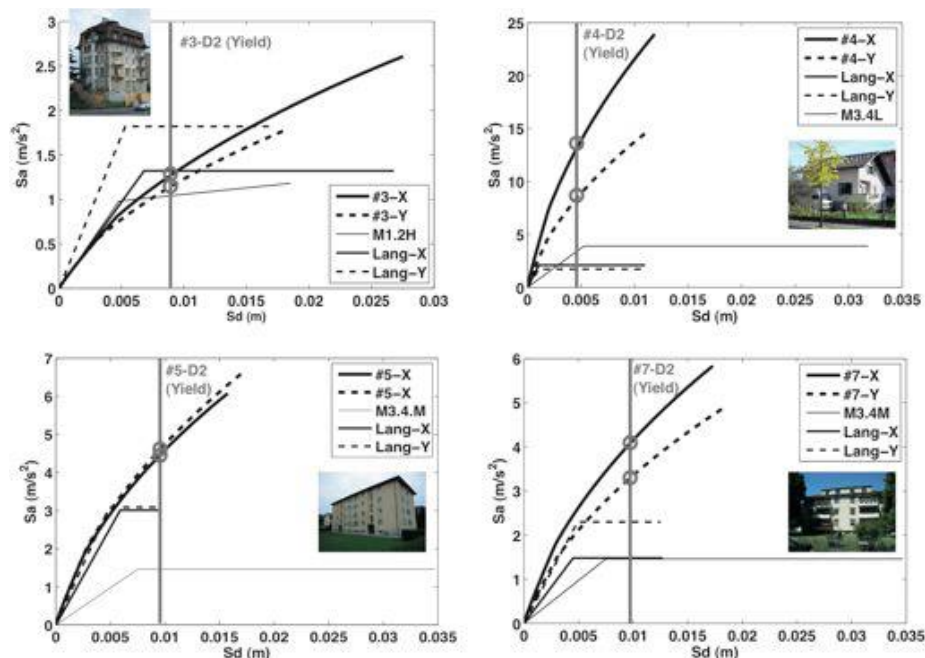 3
2.5
2
1.5
1
0.5
0
Sa (m/s²)
#3-D2 (Yield)
#3-X
#3-Y
M1.2H
Lang-X
Lang-Y
0 0.005 0.01 0.015 0.02 0.025 0.03
Sd (m)
25
20
15
10
5
0
Sa (m/s²)
#4-D2
(Yield)
#4-X
#4-Y
Lang-X
Lang-Y
M3.4L
0 0.005 0.01 0.015 0.02 0.025 0.03 0.035
Sd (m)
7
6
5
4
3
2
1
0
Sa (m/s²)
#5-D2
(Yield)
#5-X
#5-X
M3.4.M
Lang-X
Lang-Y
0 0.005 0.01 0.015 0.02 0.025 0.03 0.035
Sd (m)
6
5
4
3
2
1
0
Sa (m/s²)
#7-D2
(Yield)
#7-X
#7-Y
M3.4M
Lang-X
Lang-Y
0 0.005 0.01 0.015 0.02 0.025 0.03 0.035
Sd (m)